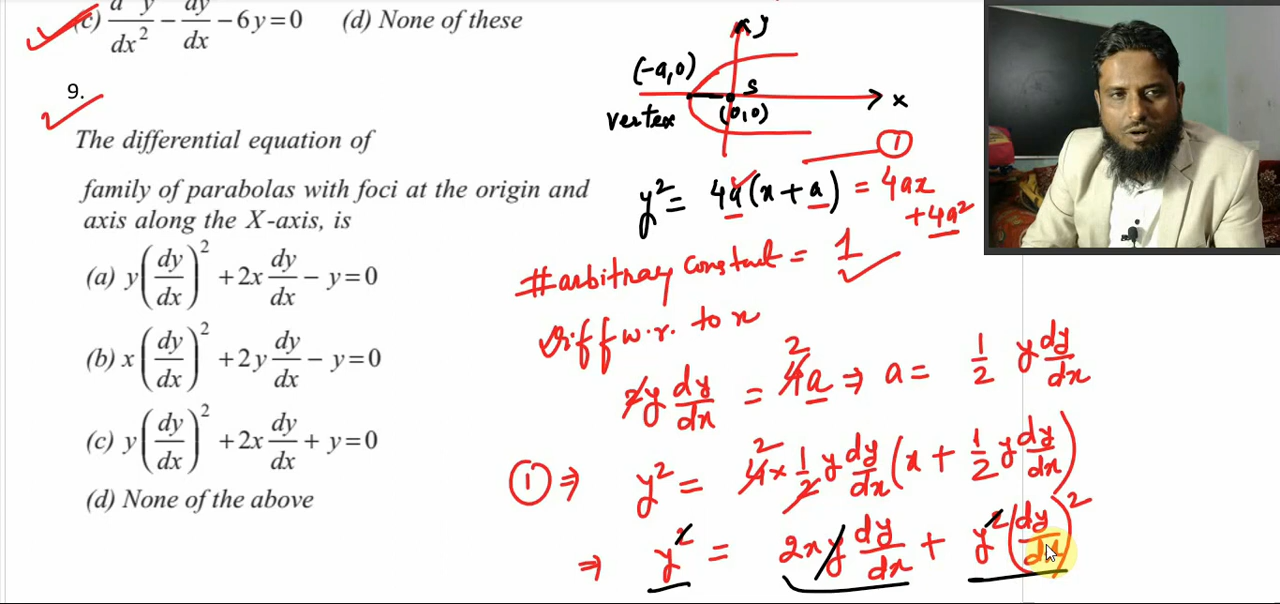 (c) d²y/dx² - dy/dx - 6y=0 (d) None of these
9.
The differential equation of
family of parabolas with foci at the origin and
axis along the X-axis, is
(a) y(dy/dx)² + 2x dy/dx - y=0
(b) x(dy/dx)² + 2y dy/dx - y=0
(c) y(dy/dx)² + 2x dy/dx + y=0
(d) None of the above
y
(-a,0) S x
vertex (0,0)
①
y² = 4a(x+a) = 4ax
+4a²
#arbitrary constant = 1
Diff w.r. to x
2y dy/dx = 4a 2 ⇒ a = 1/2 y dy/dx
① ⇒ y² = 4 2 × 1/2 y dy/dx (x + 1/2 y dy/dx)
⇒ y² = 2xy dy/dx + y² (dy/dx)²